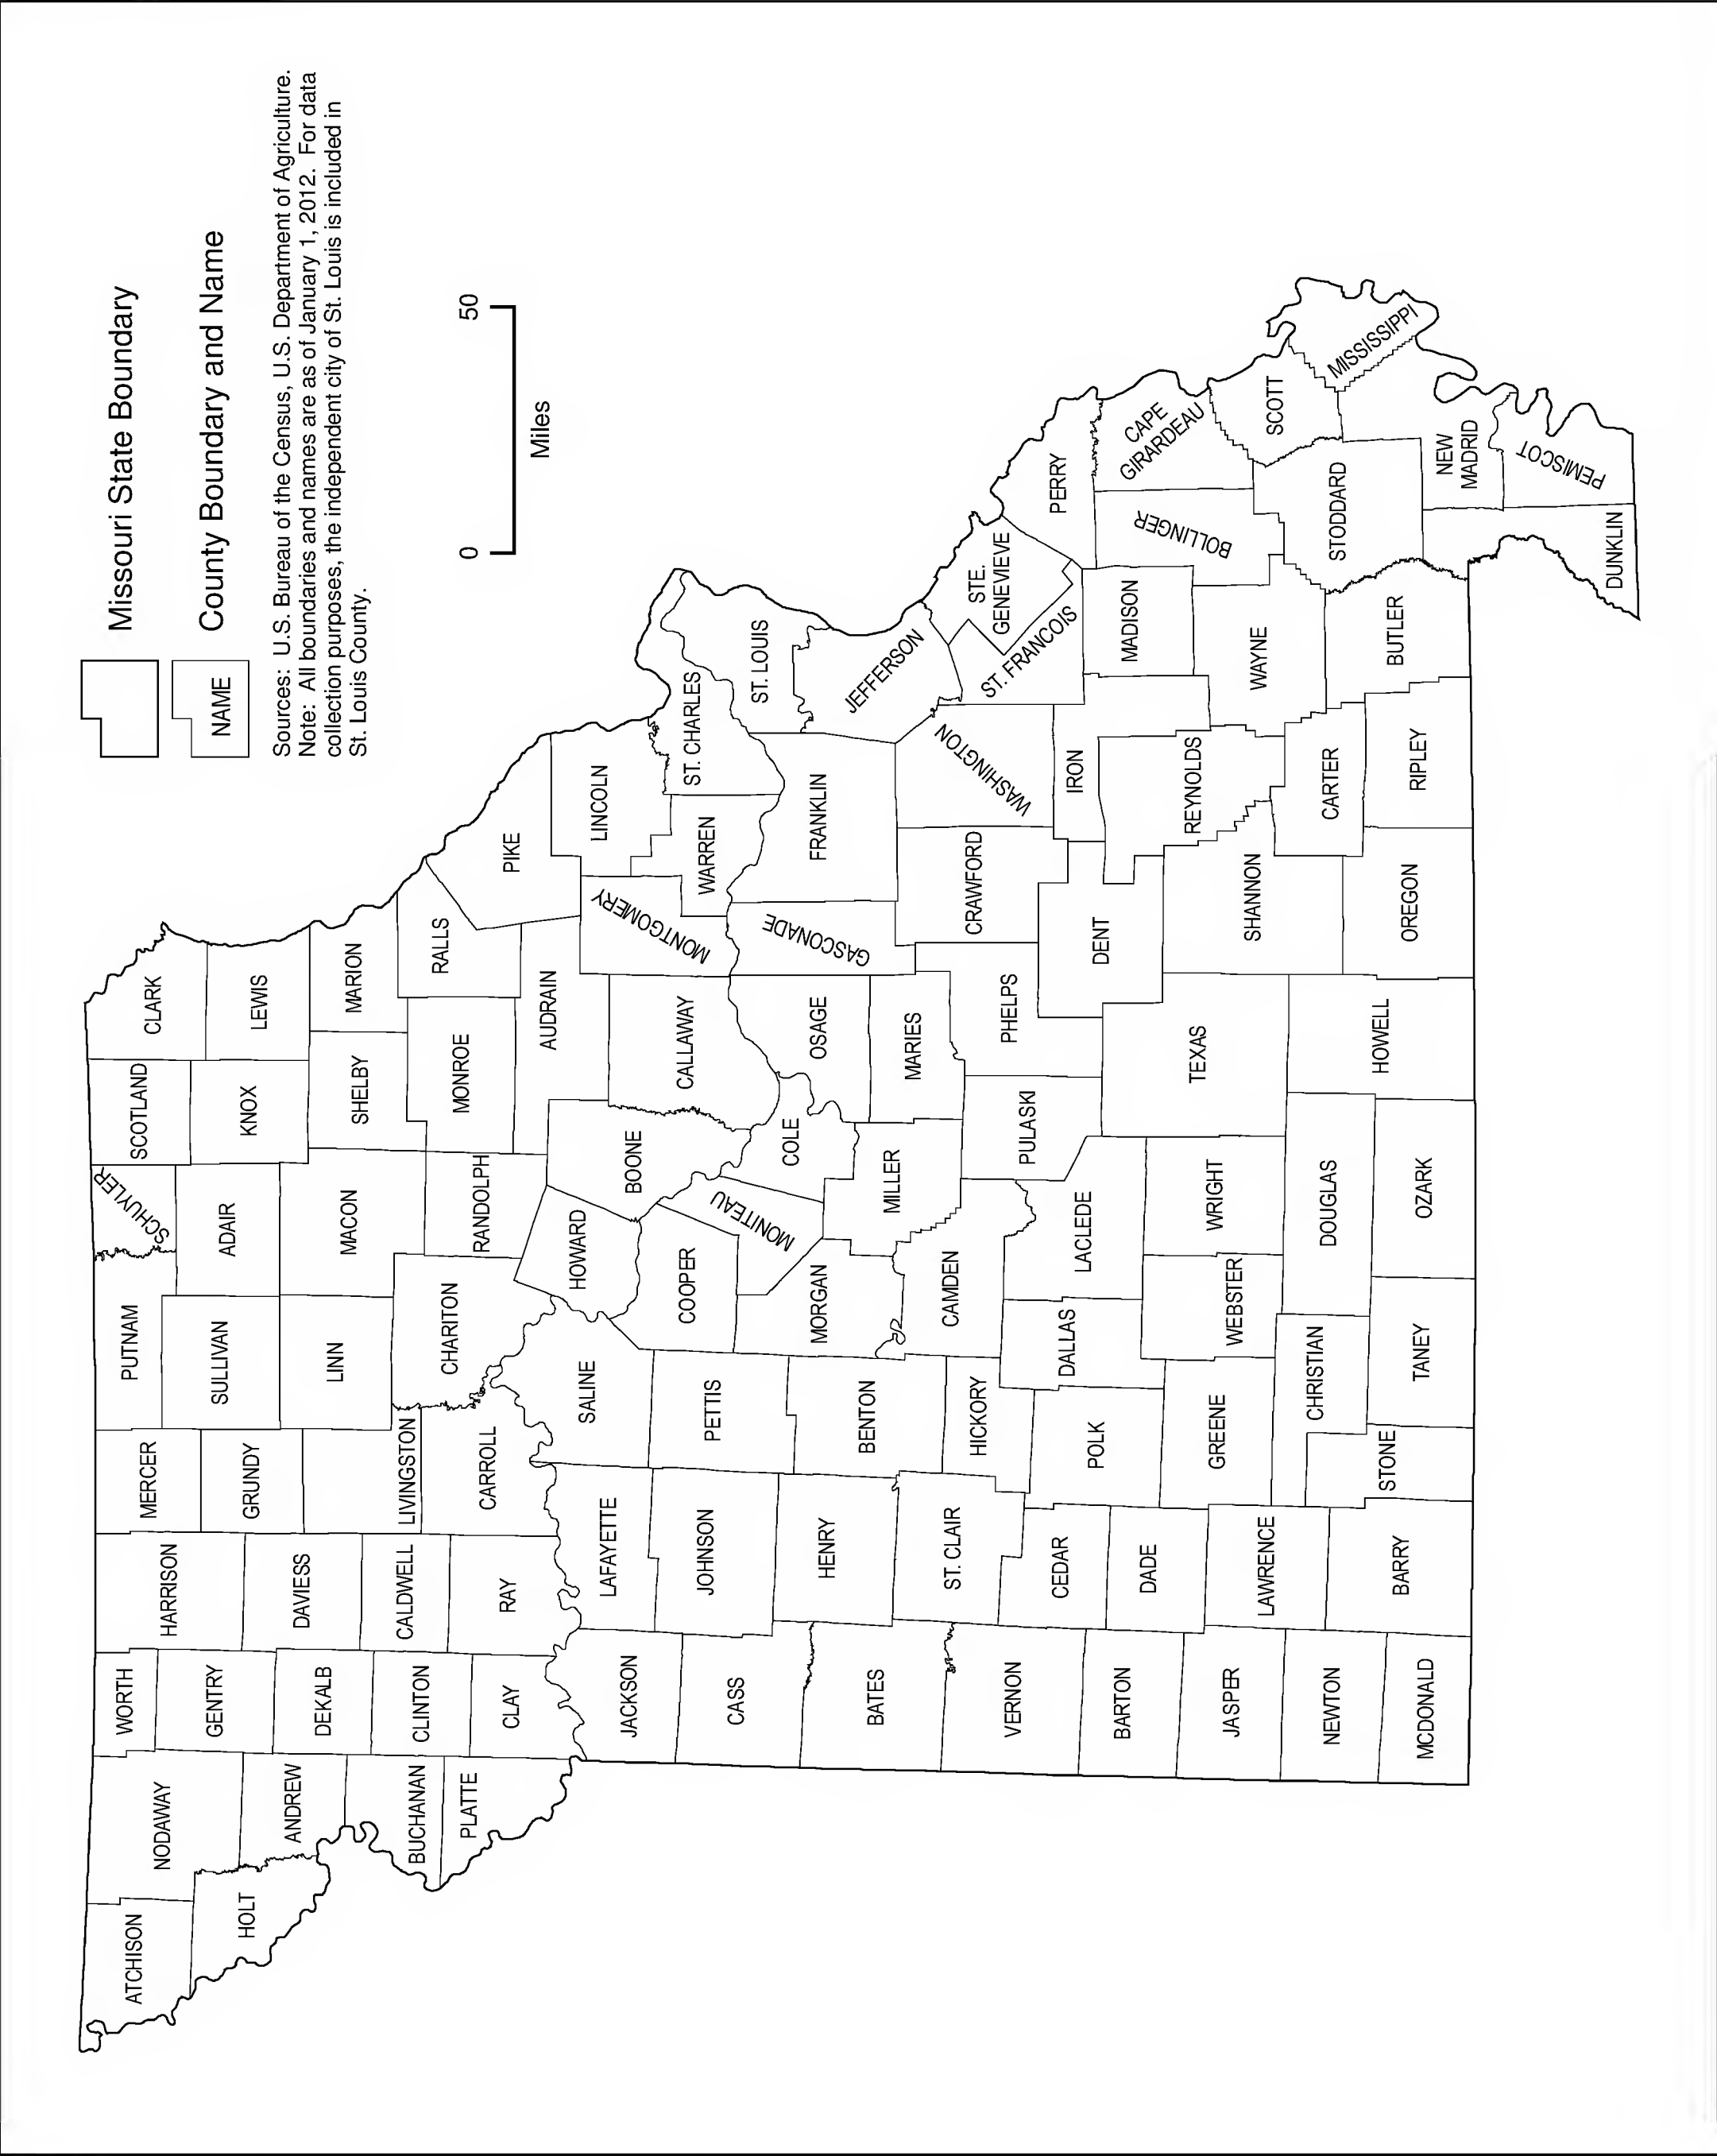 Missouri State Boundary
NAME
County Boundary and Name
Sources: U.S. Bureau of the Census, U.S. Department of Agriculture.
Note: All boundaries and names are as of January 1, 2012. For data
collection purposes, the independent city of St. Louis is included in
St. Louis County.
0
50
Miles
ATCHISON
NODAWAY
WORTH
HARRISON
MERCER
PUTNAM
SCHUYLER
SCOTLAND
CLARK
HOLT
ANDREW
GENTRY
DAVIESS
GRUNDY
SULLIVAN
ADAIR
KNOX
LEWIS
DEKALB
LIVINGSTON
LINN
MACON
SHELBY
MARION
BUCHANAN
CLINTON
CALDWELL
CARROLL
CHARITON
RANDOLPH
MONROE
RALLS
PIKE
PLATTE
CLAY
RAY
SALINE
HOWARD
BOONE
AUDRAIN
MONTGOMERY
LINCOLN
JACKSON
LAFAYETTE
PETTIS
COOPER
MONITEAU
COLE
CALLAWAY
WARREN
ST. CHARLES
ST. LOUIS
CASS
JOHNSON
MORGAN
OSAGE
GASCONADE
FRANKLIN
JEFFERSON
BATES
HENRY
BENTON
MILLER
MARIES
CRAWFORD
WASHINGTON
ST. FRANCOIS
STE.
GENEVIEVE
PERRY
VERNON
ST. CLAIR
HICKORY
CAMDEN
PULASKI
PHELPS
DENT
IRON
MADISON
BOLLINGER
CAPE
GIRARDEAU
BARTON
CEDAR
POLK
DALLAS
LACLEDE
TEXAS
SHANNON
REYNOLDS
WAYNE
STODDARD
SCOTT
MISSISSIPPI
JASPER
DADE
GREENE
WEBSTER
WRIGHT
CARTER
BUTLER
NEW
MADRID
NEWTON
LAWRENCE
CHRISTIAN
DOUGLAS
HOWELL
OREGON
RIPLEY
MCDONALD
BARRY
STONE
TANEY
OZARK
DUNKLIN
PEMISCOT